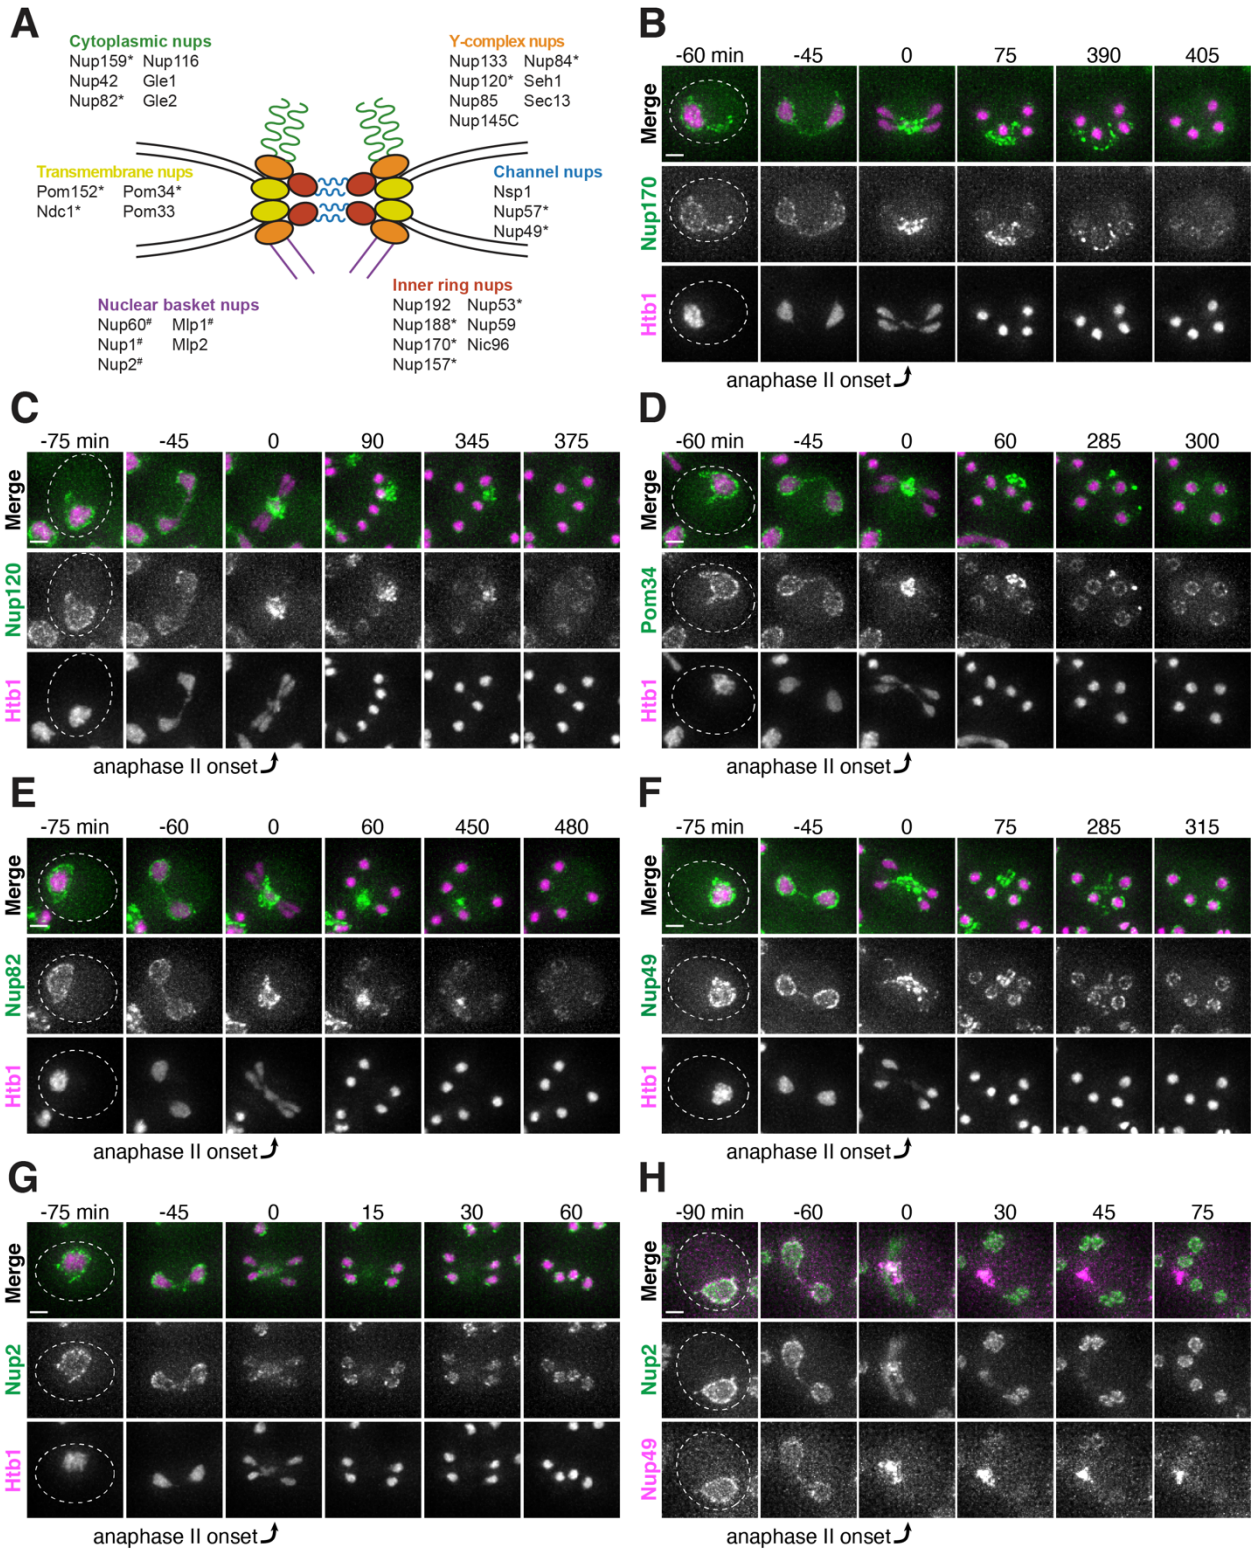 A
Cytoplasmic nups
Nup159* Nup116
Nup42 Gle1
Nup82* Gle2
Y-complex nups
Nup133 Nup84*
Nup120* Seh1
Nup85 Sec13
Nup145C
Transmembrane nups
Pom152* Pom34*
Ndc1* Pom33
Channel nups
Nsp1
Nup57*
Nup49*
Nuclear basket nups
Nup60# Mlp1#
Nup1# Mlp2
Nup2#
Inner ring nups
Nup192 Nup53*
Nup188* Nup59
Nup170* Nic96
Nup157*
B
-60 min -45 0 75 390 405
Merge
Nup170
Htb1
anaphase II onset
C
-75 min -45 0 90 345 375
Merge
Nup120
Htb1
anaphase II onset
D
-60 min -45 0 60 285 300
Merge
Pom34
Htb1
anaphase II onset
E
-75 min -60 0 60 450 480
Merge
Nup82
Htb1
anaphase II onset
F
-75 min -45 0 75 285 315
Merge
Nup49
Htb1
anaphase II onset
G
-75 min -45 0 15 30 60
Merge
Nup2
Htb1
anaphase II onset
H
-90 min -60 0 30 45 75
Merge
Nup2
Nup49
anaphase II onset